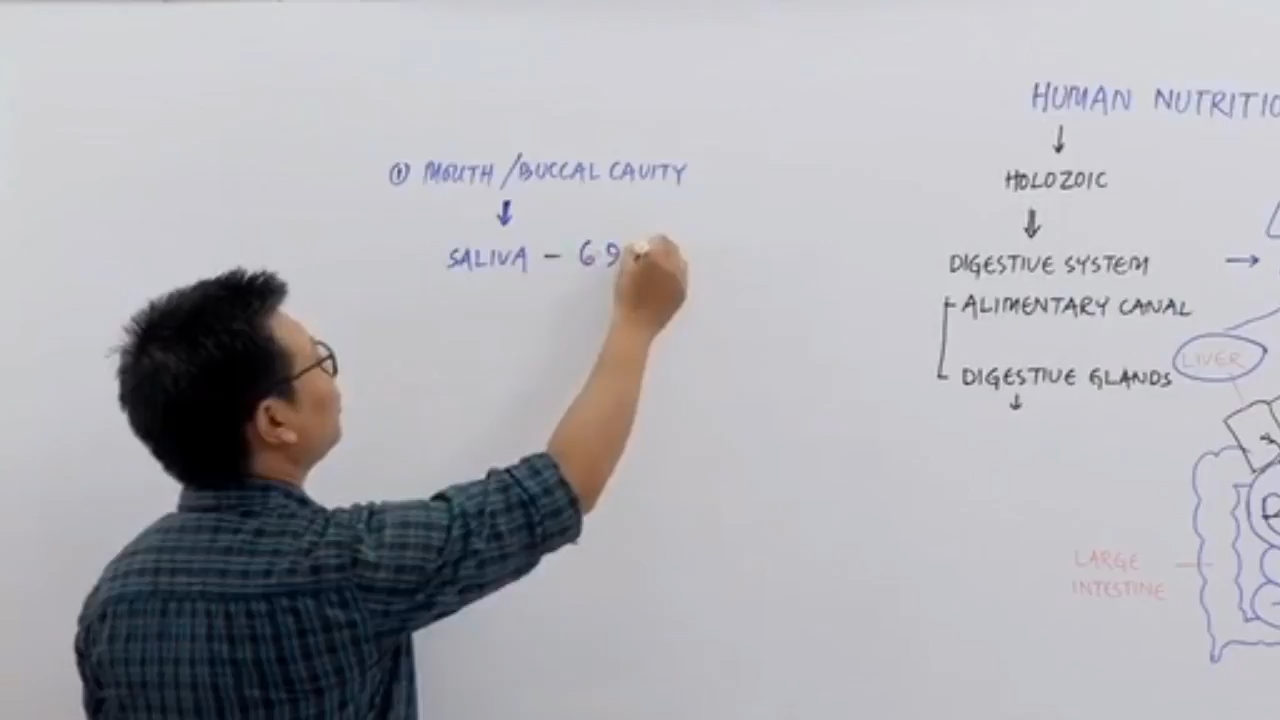 ① MOUTH / BUCCAL CAVITY
↓
SALIVA – 6.9
HUMAN NUTRITIO
↓
HOLOZOIC
↓
DIGESTIVE SYSTEM →
ALIMENTARY CANAL
DIGESTIVE GLANDS
↓
LIVER
LARGE
INTESTINE